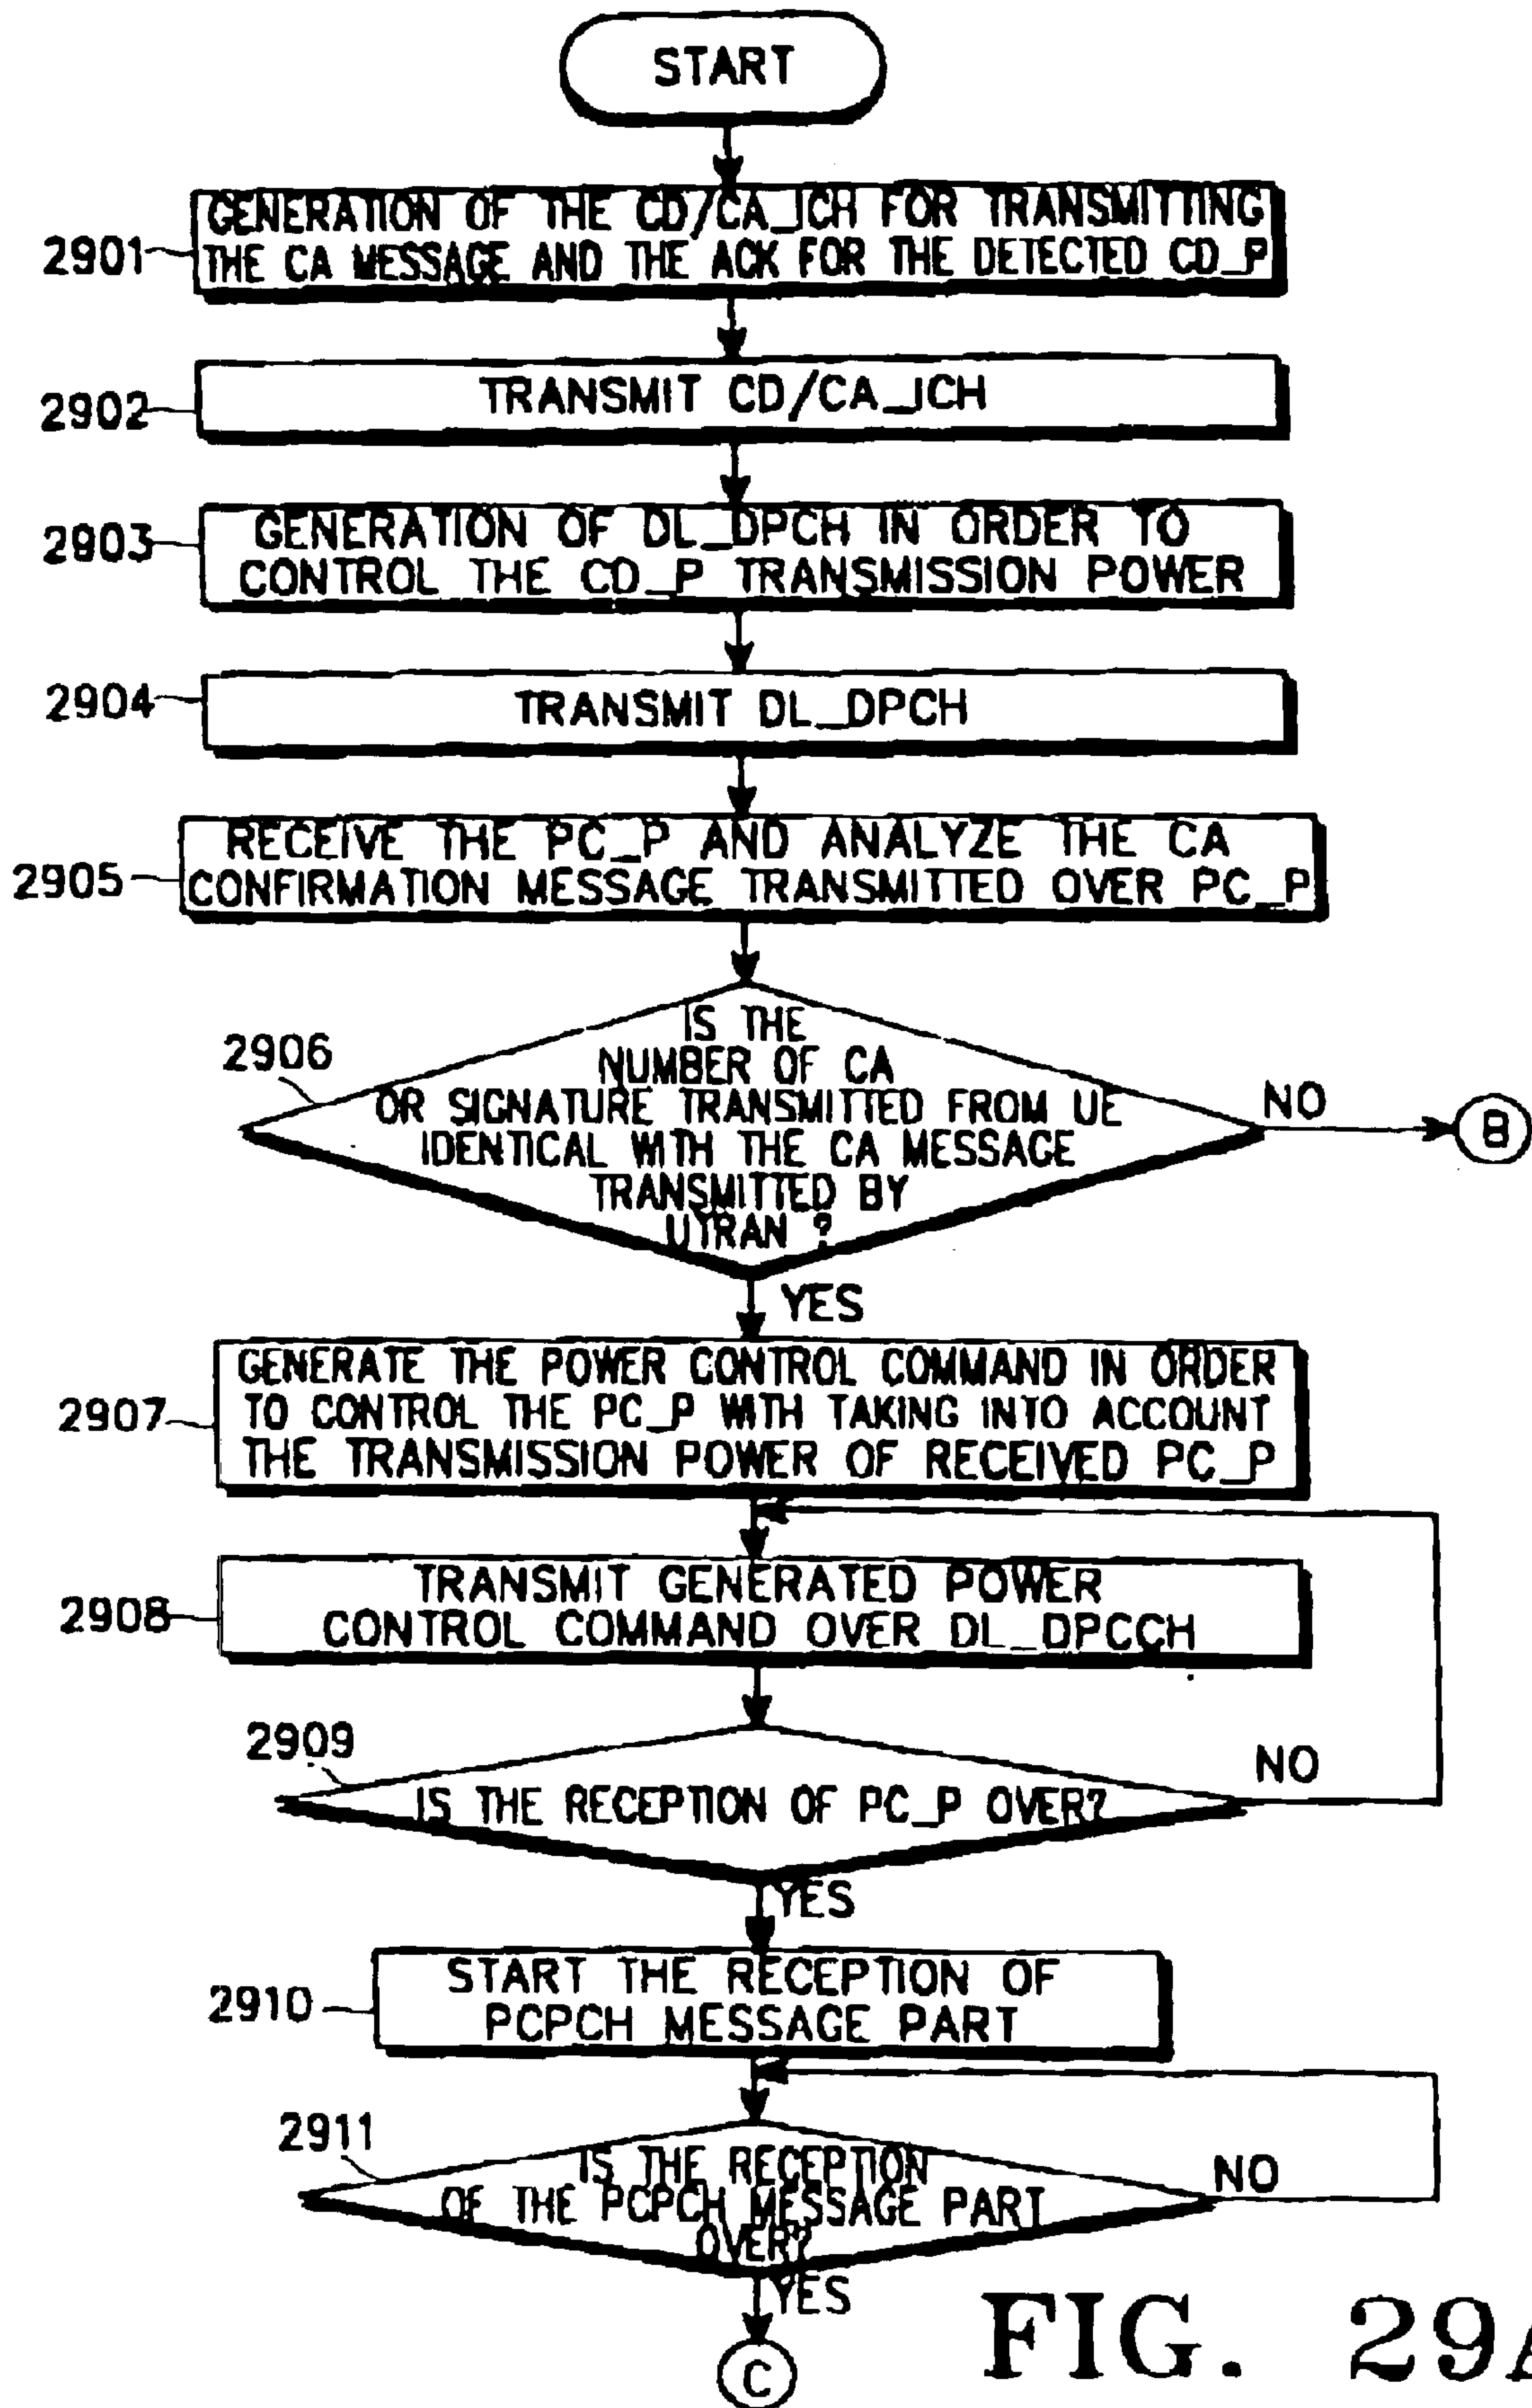 START
2901
GENERATION OF THE CD/CA_ICH FOR TRANSMITTING
THE CA MESSAGE AND THE ACK FOR THE DETECTED CD_P
2902
TRANSMIT CD/CA_ICH
2903
GENERATION OF DL_DPCH IN ORDER TO
CONTROL THE CD_P TRANSMISSION POWER
2904
TRANSMIT DL_DPCH
2905
RECEIVE THE PC_P AND ANALYZE THE CA
CONFIRMATION MESSAGE TRANSMITTED OVER PC_P
2906
IS THE
NUMBER OF CA
OR SIGNATURE TRANSMITTED FROM UE
IDENTICAL WITH THE CA MESSAGE
TRANSMITTED BY
UTRAN ?
NO
B
YES
2907
GENERATE THE POWER CONTROL COMMAND IN ORDER
TO CONTROL THE PC_P WITH TAKING INTO ACCOUNT
THE TRANSMISSION POWER OF RECEIVED PC_P
2908
TRANSMIT GENERATED POWER
CONTROL COMMAND OVER DL_DPCCH
2909
IS THE RECEPTION OF PC_P OVER?
NO
YES
2910
START THE RECEPTION OF
PCPCH MESSAGE PART
2911
IS THE RECEPTION
OF THE PCPCH MESSAGE PART
OVER?
NO
YES
C
FIG. 29A